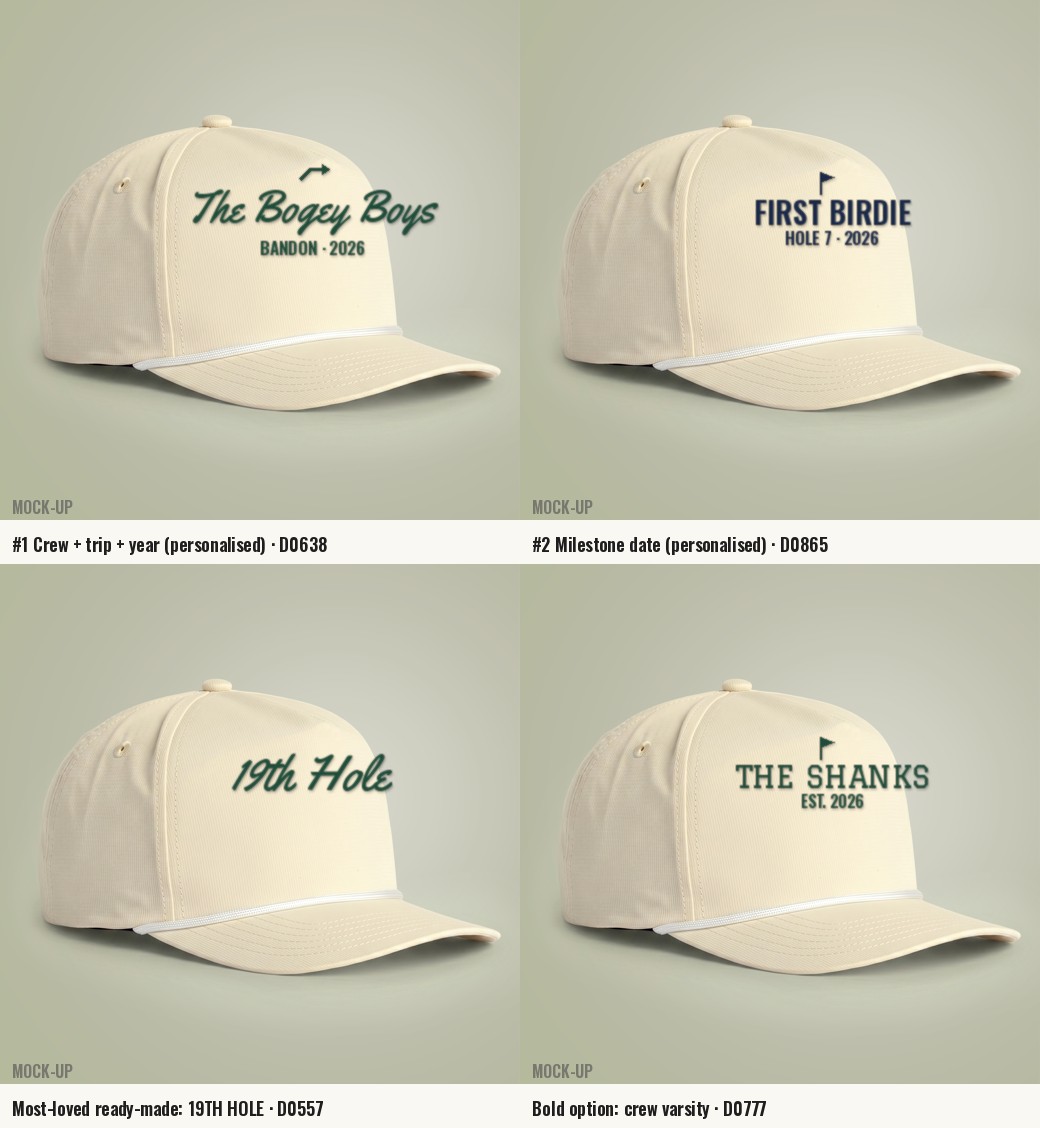 The Bogey Boys
BANDON · 2026
MOCK-UP
#1 Crew + trip + year (personalised) · D0638
FIRST BIRDIE
HOLE 7 · 2026
MOCK-UP
#2 Milestone date (personalised) · D0865
19th Hole
MOCK-UP
Most-loved ready-made: 19TH HOLE · D0557
THE SHANKS
EST. 2026
MOCK-UP
Bold option: crew varsity · D0777